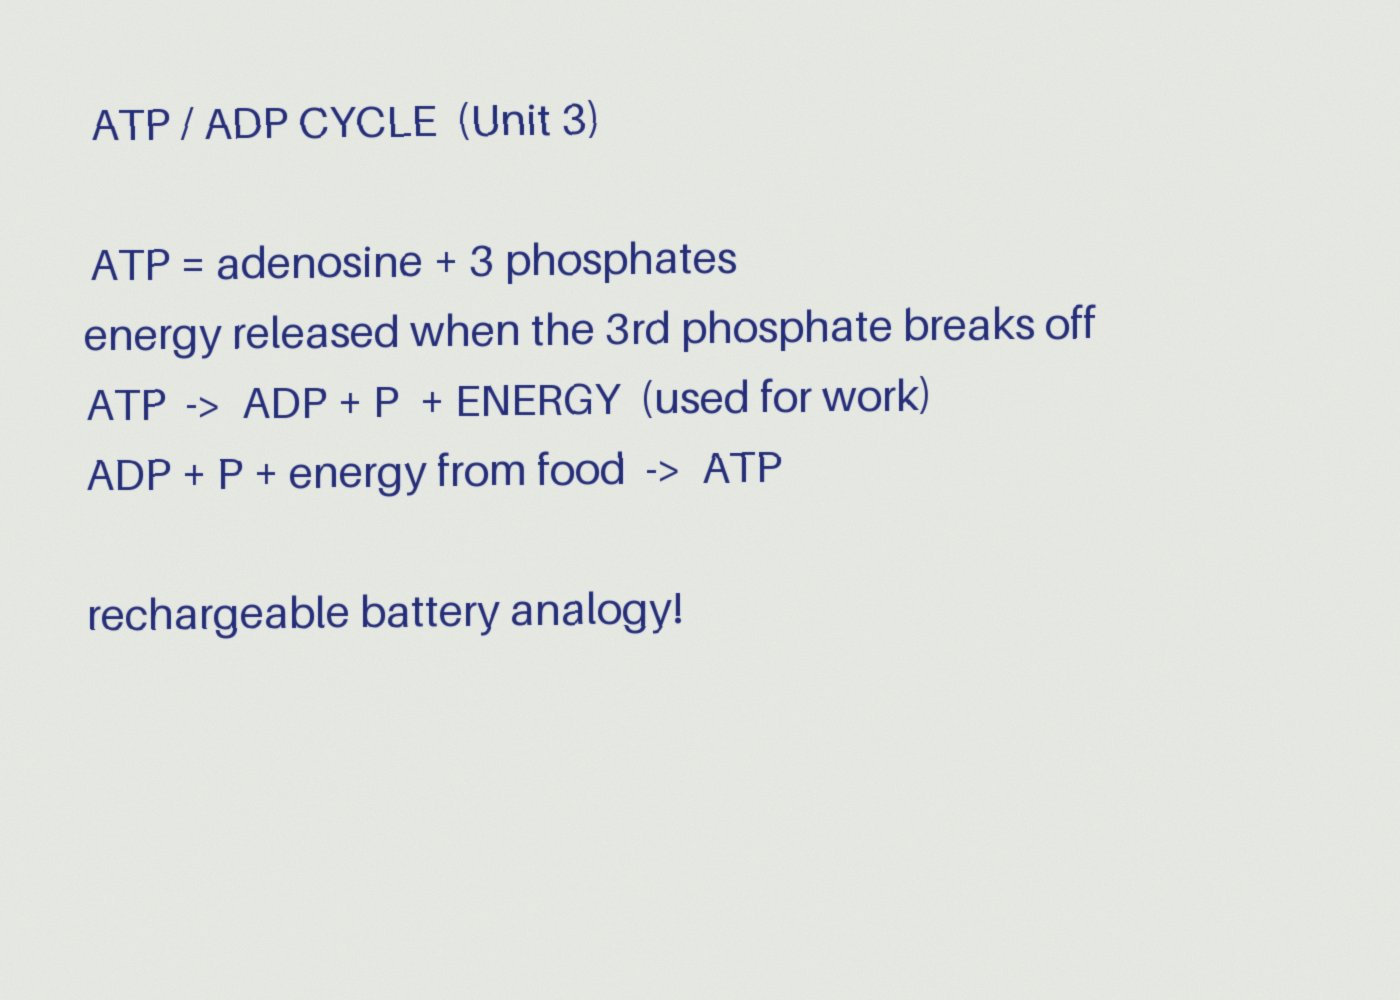 ATP / ADP CYCLE (Unit 3)
ATP = adenosine + 3 phosphates
energy released when the 3rd phosphate breaks off
ATP -> ADP + P + ENERGY (used for work)
ADP + P + energy from food -> ATP
rechargeable battery analogy!